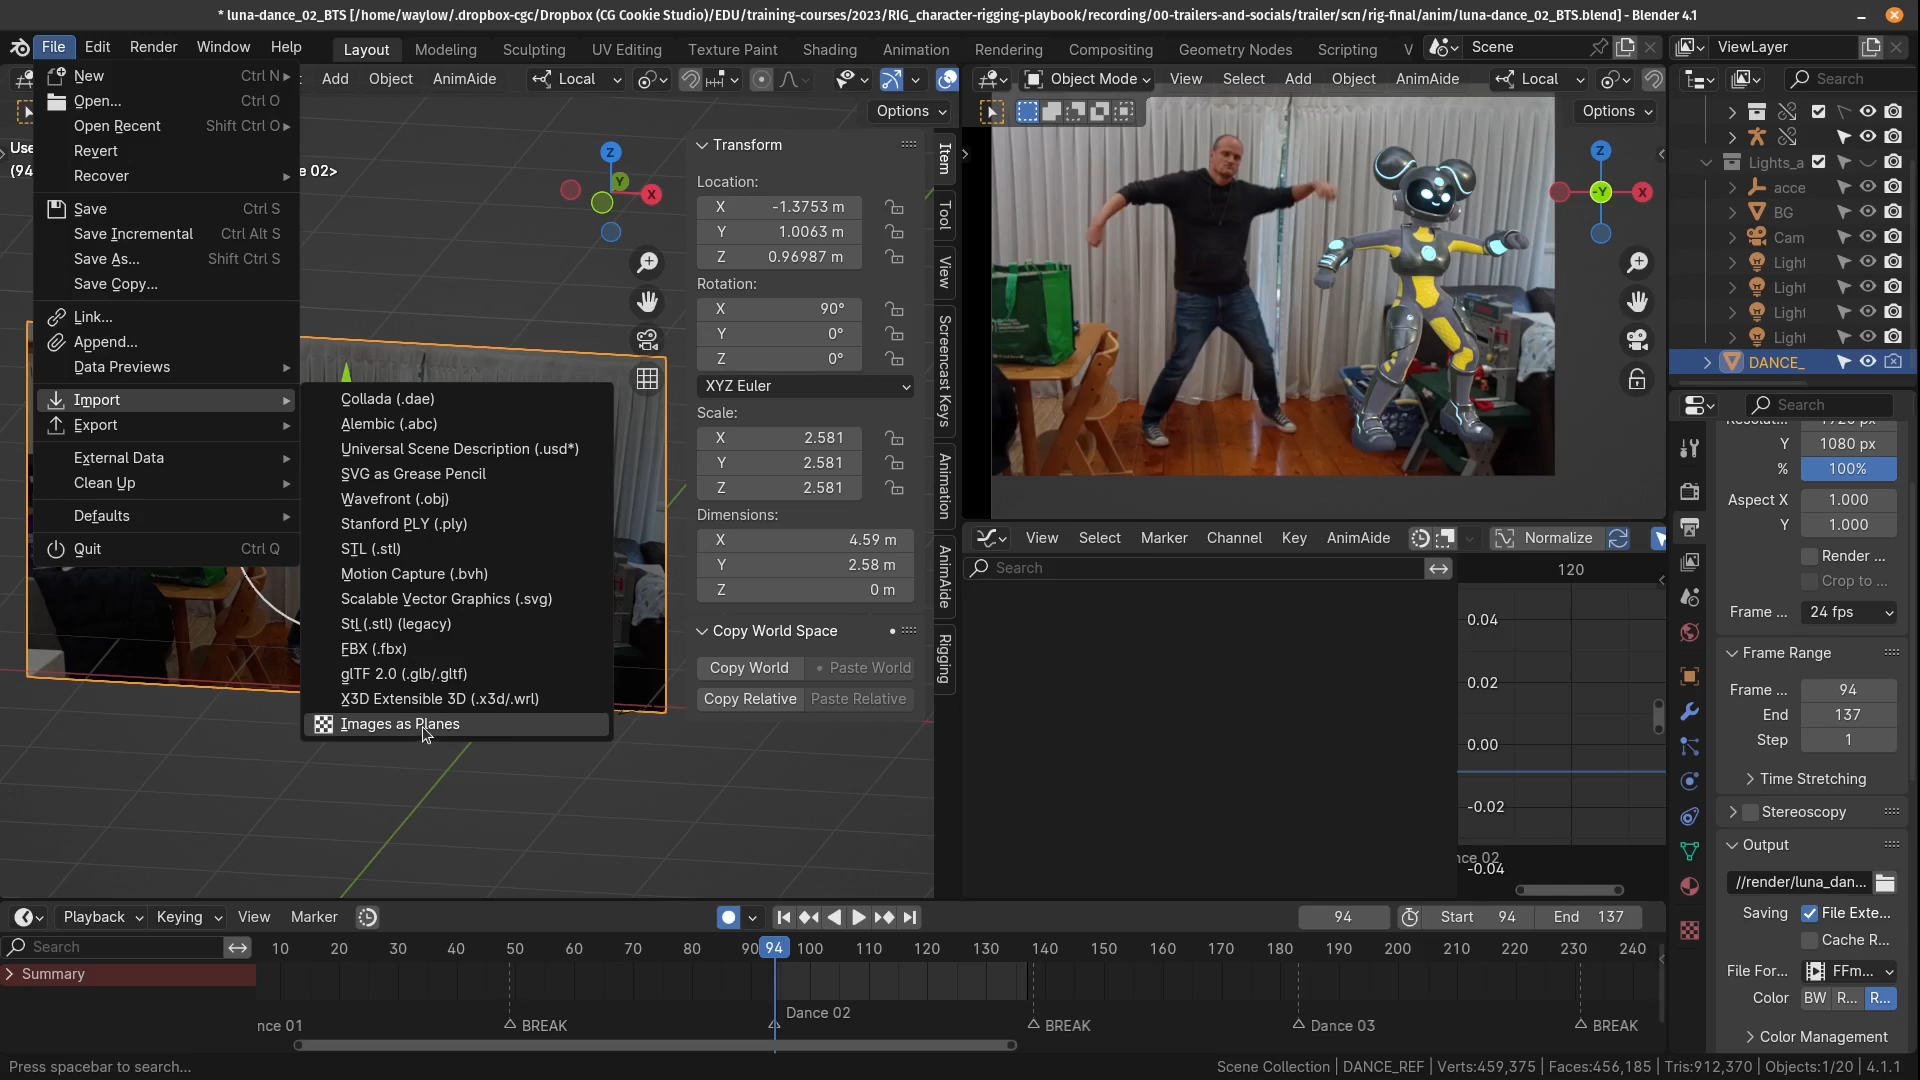 * luna-dance_02_BTS [/home/waylow/.dropbox-cgc/Dropbox (CG Cookie Studio)/EDU/training-courses/2023/RIG_character-rigging-playbook/recording/00-trailers-and-socials/trailer/scn/rig-final/anim/luna-dance_02_BTS.blend] - Blender 4.1
File Edit Render Window Help Layout Modeling Sculpting UV Editing Texture Paint Shading Animation Rendering Compositing Geometry Nodes Scripting V Scene ViewLayer
Add Object AnimAide Local Object Mode View Select Add Object AnimAide Local Search
Options Options
Use
(94 e 02>
New Ctrl N
Open... Ctrl O
Open Recent Shift Ctrl O
Revert
Recover
Save Ctrl S
Save Incremental Ctrl Alt S
Save As... Shift Ctrl S
Save Copy...
Link...
Append...
Data Previews
Import
Export
External Data
Clean Up
Defaults
Quit Ctrl Q
Collada (.dae)
Alembic (.abc)
Universal Scene Description (.usd*)
SVG as Grease Pencil
Wavefront (.obj)
Stanford PLY (.ply)
STL (.stl)
Motion Capture (.bvh)
Scalable Vector Graphics (.svg)
Stl (.stl) (legacy)
FBX (.fbx)
glTF 2.0 (.glb/.gltf)
X3D Extensible 3D (.x3d/.wrl)
Images as Planes
Z
Y
X
Transform
Location:
X -1.3753 m
Y 1.0063 m
Z 0.96987 m
Rotation:
X 90°
Y 0°
Z 0°
XYZ Euler
Scale:
X 2.581
Y 2.581
Z 2.581
Dimensions:
X 4.59 m
Y 2.58 m
Z 0 m
Copy World Space
Copy World Paste World
Copy Relative Paste Relative
Item
Tool
View
Screencast Keys
Animation
AnimAide
Rigging
Z
-Y
X
Lights_a
acce
BG
Cam
Light
Light
Light
Light
DANCE_
View Select Marker Channel Key AnimAide Normalize
Search
120
0.04
0.02
0.00
-0.02
nce 02
-0.04
Search
Y 1080 px
% 100%
Aspect X 1.000
Y 1.000
Render ...
Crop to ...
Frame ... 24 fps
Frame Range
Frame ... 94
End 137
Step 1
Time Stretching
Stereoscopy
Output
//render/luna_dan...
Saving File Exte...
Cache R...
File For... FFm...
Color BW R... R...
Color Management
Playback Keying View Marker 94 Start 94 End 137
Search 10 20 30 40 50 60 70 80 90 94 100 110 120 130 140 150 160 170 180 190 200 210 220 230 240
Summary
Dance 02
nce 01 BREAK BREAK Dance 03 BREAK
Press spacebar to search... Scene Collection | DANCE_REF | Verts:459,375 | Faces:456,185 | Tris:912,370 | Objects:1/20 | 4.1.1